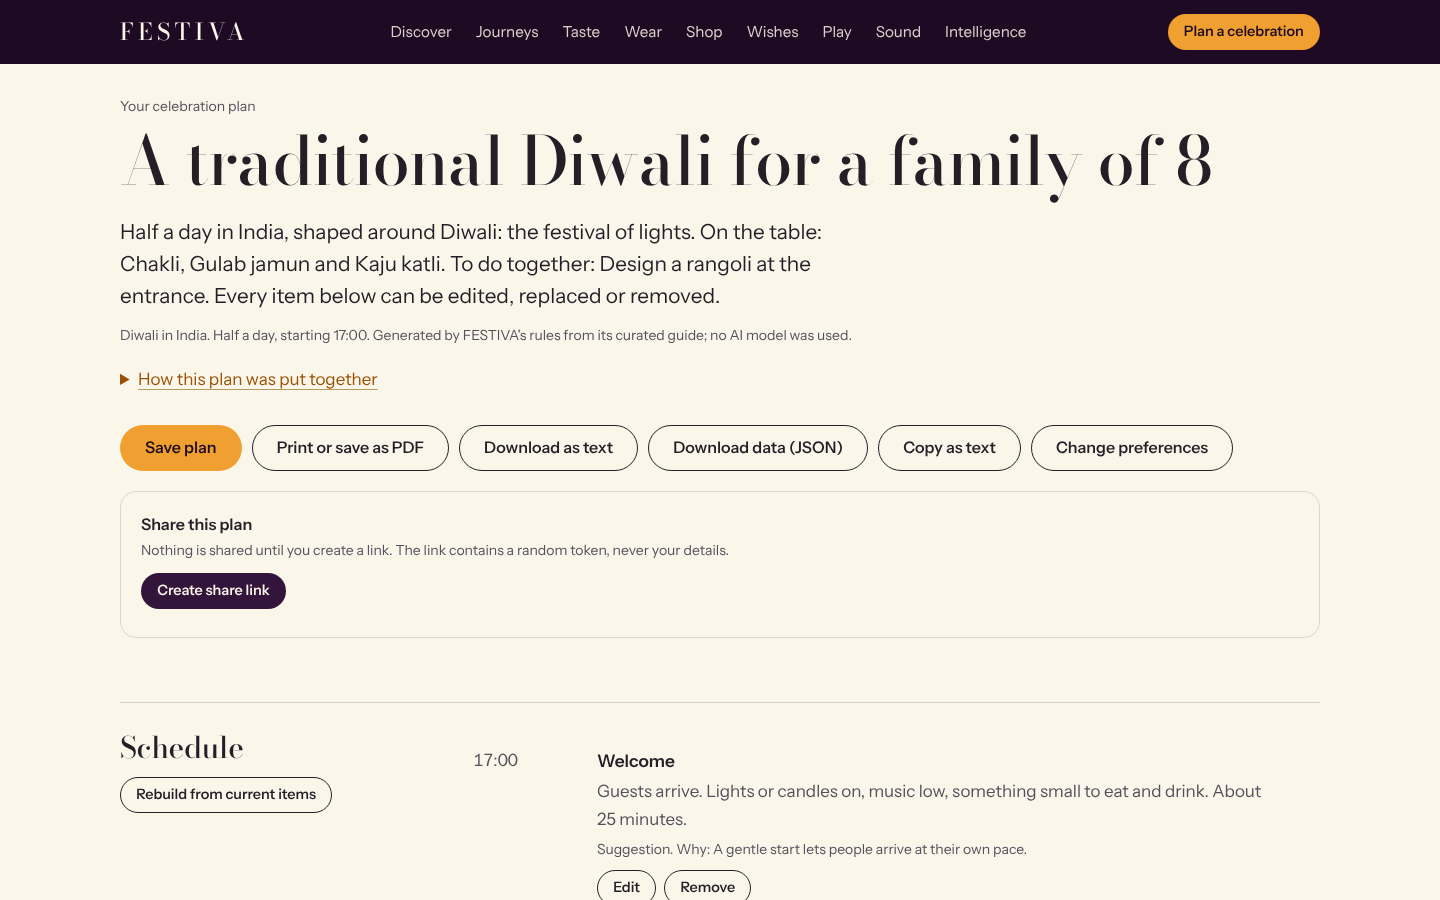 FESTIVA
Discover Journeys Taste Wear Shop Wishes Play Sound Intelligence
Plan a celebration
Your celebration plan
A traditional Diwali for a family of 8
Half a day in India, shaped around Diwali: the festival of lights. On the table:
Chakli, Gulab jamun and Kaju katli. To do together: Design a rangoli at the
entrance. Every item below can be edited, replaced or removed.
Diwali in India. Half a day, starting 17:00. Generated by FESTIVA's rules from its curated guide; no AI model was used.
How this plan was put together
Save plan
Print or save as PDF
Download as text
Download data (JSON)
Copy as text
Change preferences
Share this plan
Nothing is shared until you create a link. The link contains a random token, never your details.
Create share link
Schedule
Rebuild from current items
17:00
Welcome
Guests arrive. Lights or candles on, music low, something small to eat and drink. About
25 minutes.
Suggestion. Why: A gentle start lets people arrive at their own pace.
Edit
Remove